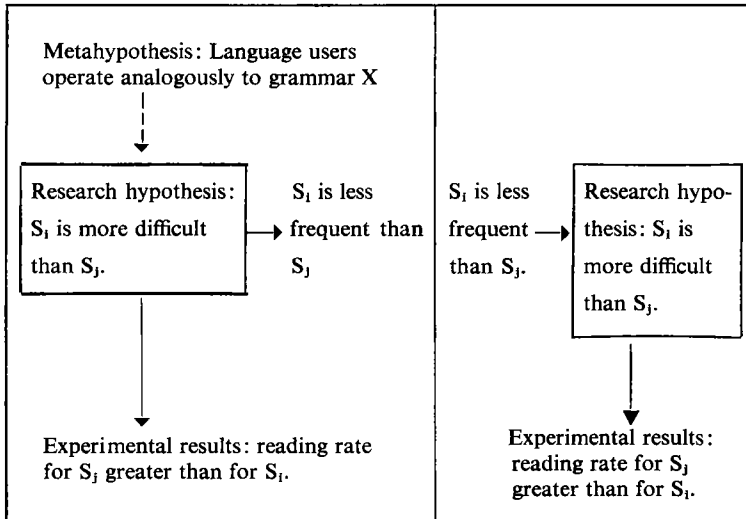 Metahypothesis: Language users
operate analogously to grammar X
Research hypothesis:
Sᵢ is more difficult
than Sⱼ.
Sᵢ is less
frequent than
Sⱼ
Experimental results: reading rate
for Sⱼ greater than for Sᵢ.
Sᵢ is less
frequent
than Sⱼ.
Research hypo-
thesis: Sᵢ is
more difficult
than Sⱼ.
Experimental results:
reading rate for Sⱼ
greater than for Sᵢ.